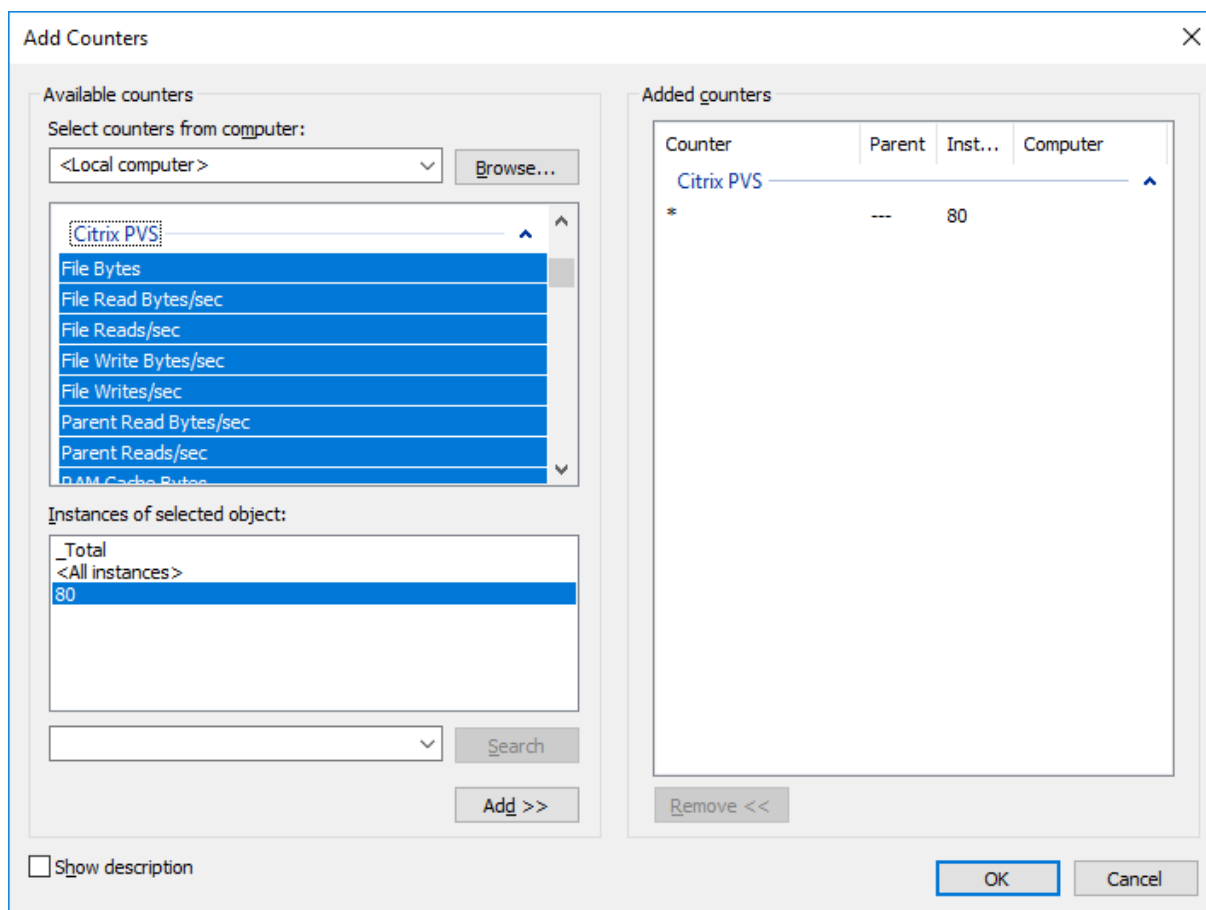 Add Counters
Available counters
Select counters from computer:
<Local computer>
Browse...
Citrix PVS
File Bytes
File Read Bytes/sec
File Reads/sec
File Write Bytes/sec
File Writes/sec
Parent Read Bytes/sec
Parent Reads/sec
RAM Cache Bytes
Instances of selected object:
_Total
<All instances>
80
Search
Add >>
Show description
Added counters
Counter Parent Inst... Computer
Citrix PVS
* --- 80
Remove <<
OK Cancel